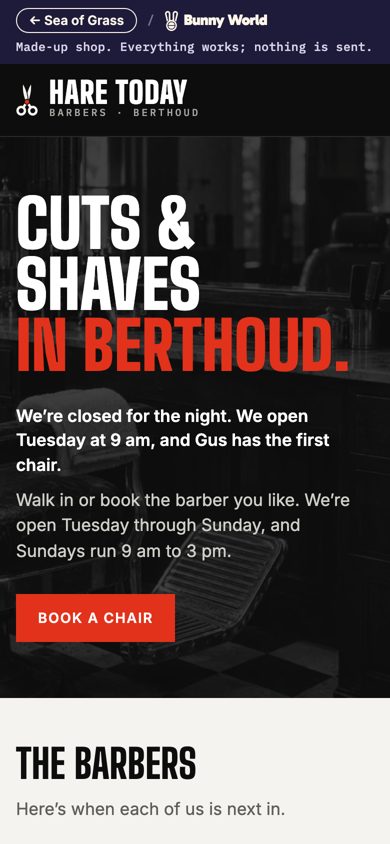 ← Sea of Grass / Bunny World
Made-up shop. Everything works; nothing is sent.
HARE TODAY
BARBERS · BERTHOUD
CUTS &
SHAVES
IN BERTHOUD.
We’re closed for the night. We open
Tuesday at 9 am, and Gus has the first
chair.
Walk in or book the barber you like. We’re
open Tuesday through Sunday, and
Sundays run 9 am to 3 pm.
BOOK A CHAIR
THE BARBERS
Here’s when each of us is next in.